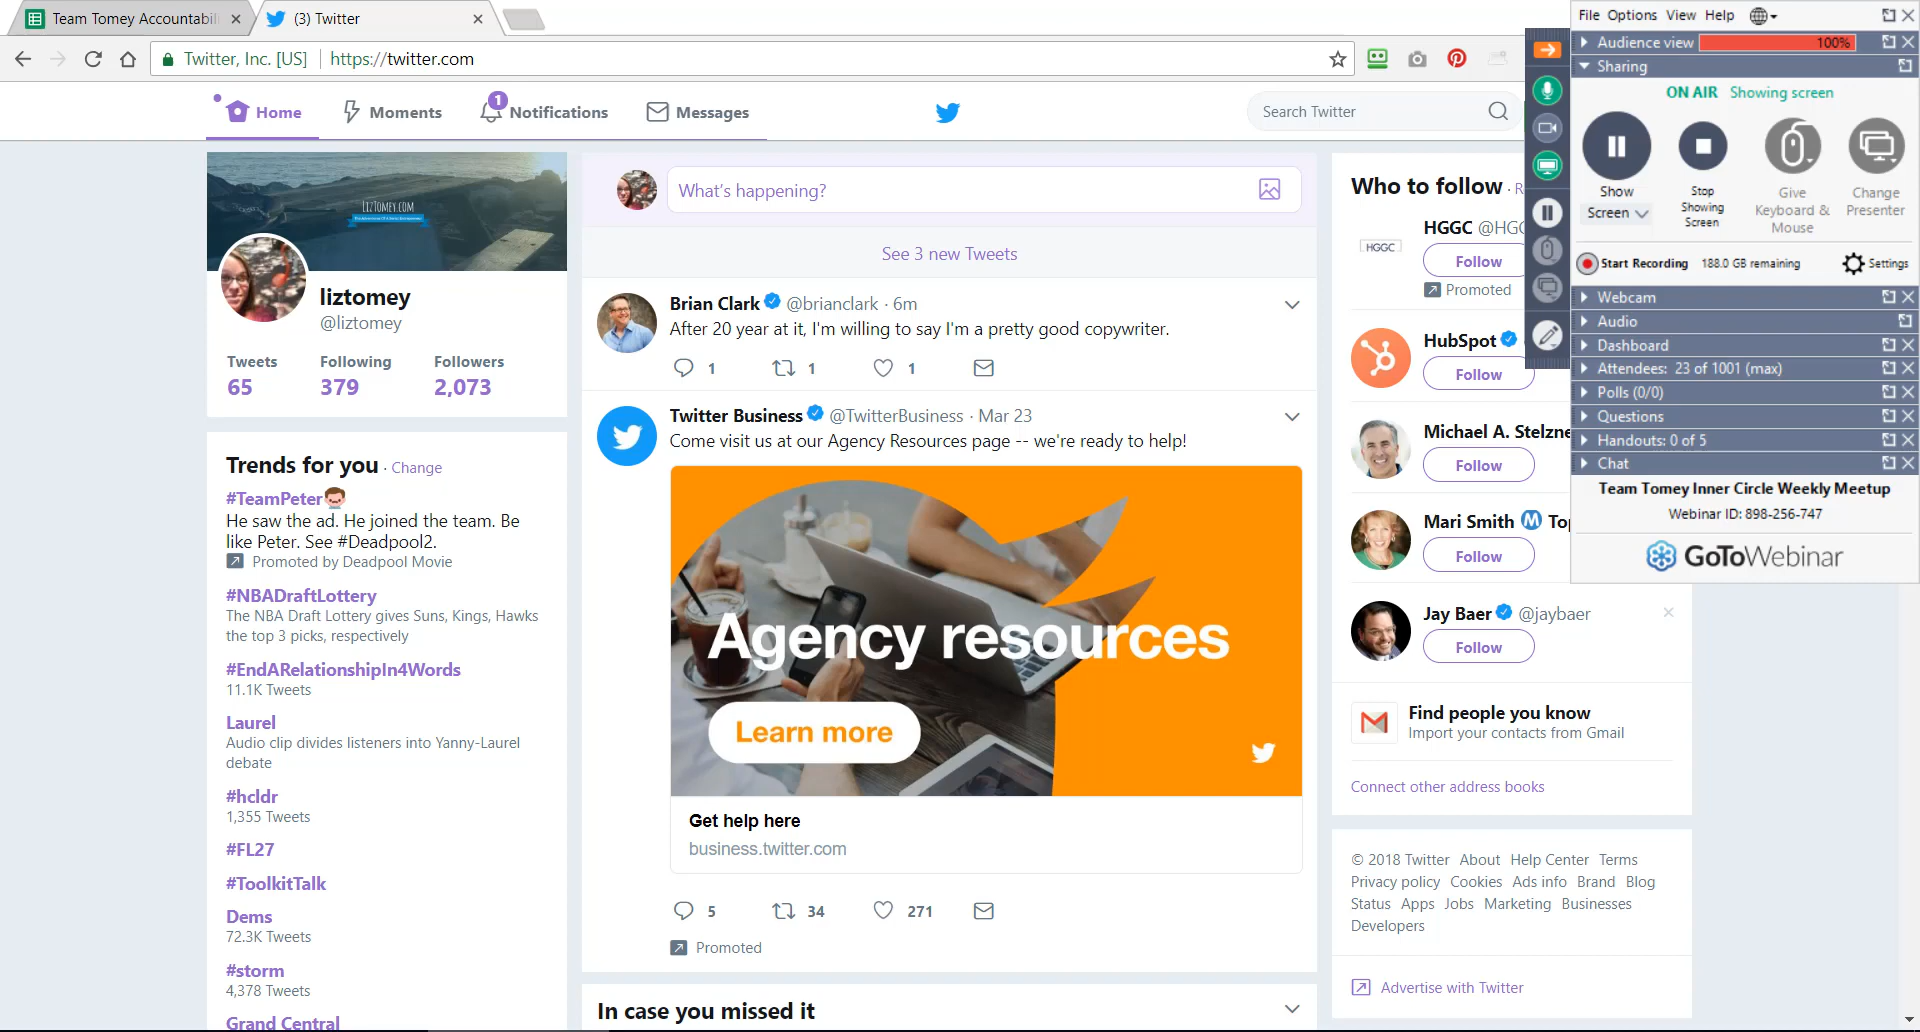 Team Tomey Accountabil
(3) Twitter
Twitter, Inc. [US]
https://twitter.com
Home
Moments
1
Notifications
Messages
Search Twitter
LizTomey.com
liztomey
@liztomey
Tweets
Following
Followers
65
379
2,073
Trends for you · Change
#TeamPeter
He saw the ad. He joined the team. Be
like Peter. See #Deadpool2.
Promoted by Deadpool Movie
#NBADraftLottery
The NBA Draft Lottery gives Suns, Kings, Hawks
the top 3 picks, respectively
#EndARelationshipIn4Words
11.1K Tweets
Laurel
Audio clip divides listeners into Yanny-Laurel
debate
#hcldr
1,355 Tweets
#FL27
#ToolkitTalk
Dems
72.3K Tweets
#storm
4,378 Tweets
Grand Central
What's happening?
See 3 new Tweets
Brian Clark @brianclark · 6m
After 20 year at it, I'm willing to say I'm a pretty good copywriter.
1
1
1
Twitter Business @TwitterBusiness · Mar 23
Come visit us at our Agency Resources page -- we're ready to help!
Agency resources
Learn more
Get help here
business.twitter.com
5
34
271
Promoted
In case you missed it
Who to follow · R
HGGC
HGGC @HGG
Follow
Promoted
HubSpot
Follow
Michael A. Stelzne
Follow
Mari Smith M Top
Follow
Jay Baer @jaybaer
Follow
Find people you know
Import your contacts from Gmail
Connect other address books
© 2018 Twitter About Help Center Terms
Privacy policy Cookies Ads info Brand Blog
Status Apps Jobs Marketing Businesses
Developers
Advertise with Twitter
File Options View Help
Audience view 100%
Sharing
ON AIR Showing screen
Show
Screen
Stop
Showing
Screen
Give
Keyboard &
Mouse
Change
Presenter
Start Recording 188.0 GB remaining Settings
Webcam
Audio
Dashboard
Attendees: 23 of 1001 (max)
Polls (0/0)
Questions
Handouts: 0 of 5
Chat
Team Tomey Inner Circle Weekly Meetup
Webinar ID: 898-256-747
GoToWebinar